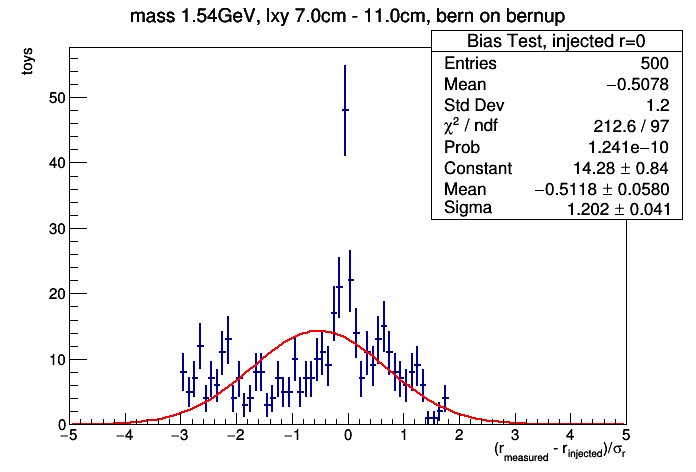 mass 1.54GeV, lxy 7.0cm - 11.0cm, bern on bernup
toys
Bias Test, injected r=0
Entries 500
Mean −0.5078
Std Dev 1.2
χ² / ndf 212.6 / 97
Prob 1.241e−10
Constant 14.28 ± 0.84
Mean −0.5118 ± 0.0580
Sigma 1.202 ± 0.041
50
40
30
20
10
0
−5 −4 −3 −2 −1 0 1 2 3 4 5
(r_measured - r_injected)/σ_r